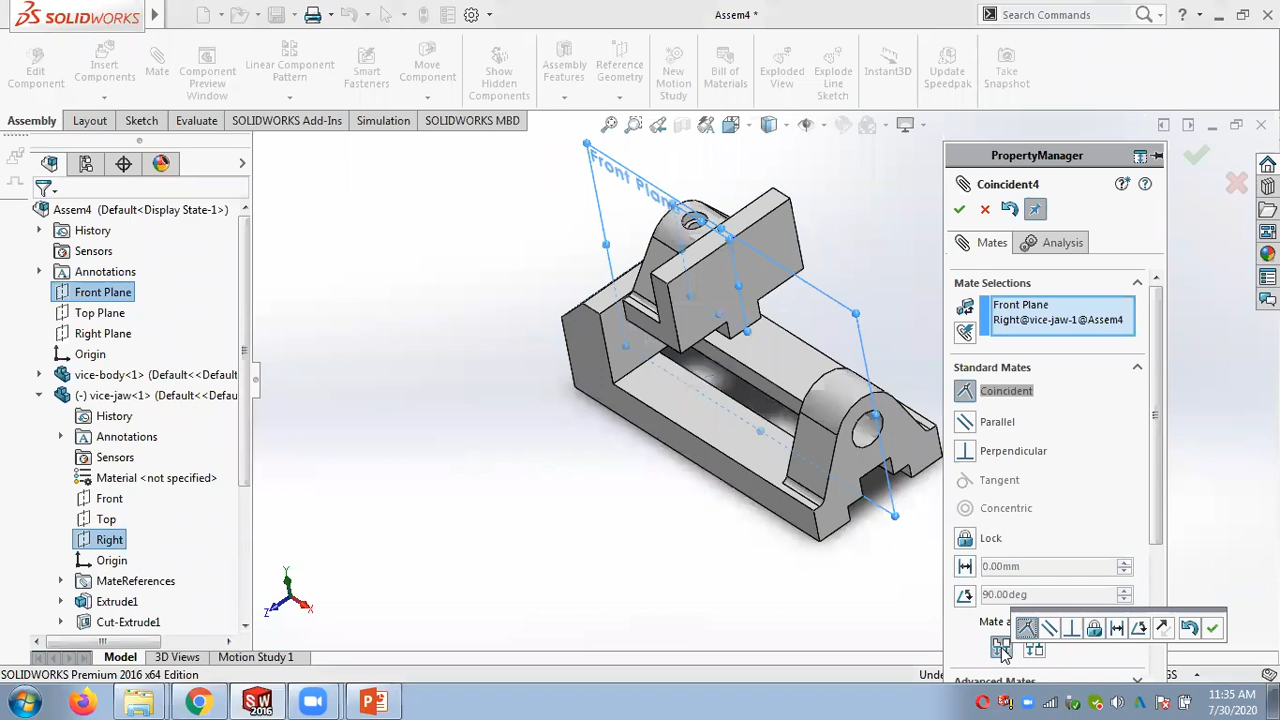 SOLIDWORKS
Assem4 *
Search Commands
Edit Component
Insert Components
Mate
Component Preview Window
Linear Component Pattern
Smart Fasteners
Move Component
Show Hidden Components
Assembly Features
Reference Geometry
New Motion Study
Bill of Materials
Exploded View
Explode Line Sketch
Instant3D
Update Speedpak
Take Snapshot
Assembly
Layout
Sketch
Evaluate
SOLIDWORKS Add-Ins
Simulation
SOLIDWORKS MBD
Assem4 (Default<Display State-1>)
History
Sensors
Annotations
Front Plane
Top Plane
Right Plane
Origin
vice-body<1> (Default<<Default
(-) vice-jaw<1> (Default<<Defau
History
Annotations
Sensors
Material <not specified>
Front
Top
Right
Origin
MateReferences
Extrude1
Cut-Extrude1
Front Plane
Y
Z
X
PropertyManager
Coincident4
Mates
Analysis
Mate Selections
Front Plane
Right@vice-jaw-1@Assem4
Standard Mates
Coincident
Parallel
Perpendicular
Tangent
Concentric
Lock
0.00mm
90.00deg
Mate a
Advanced Mates
Model
3D Views
Motion Study 1
SOLIDWORKS Premium 2016 x64 Edition
Unde
SS
SW
2016
11:35 AM
7/30/2020